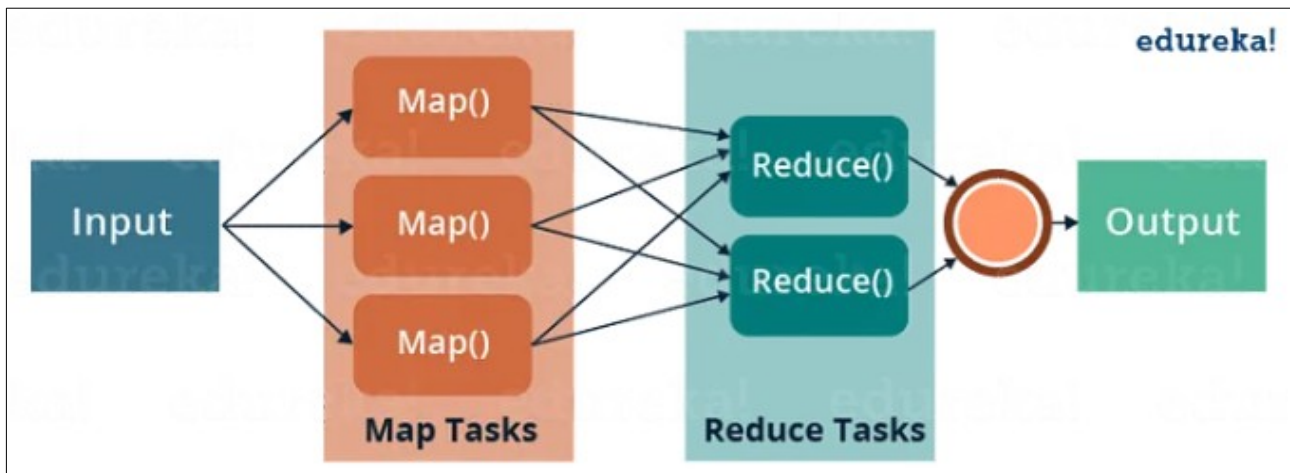 edureka!
Map()
Map()
Map()
Input
Reduce()
Reduce()
Output
Map Tasks
Reduce Tasks